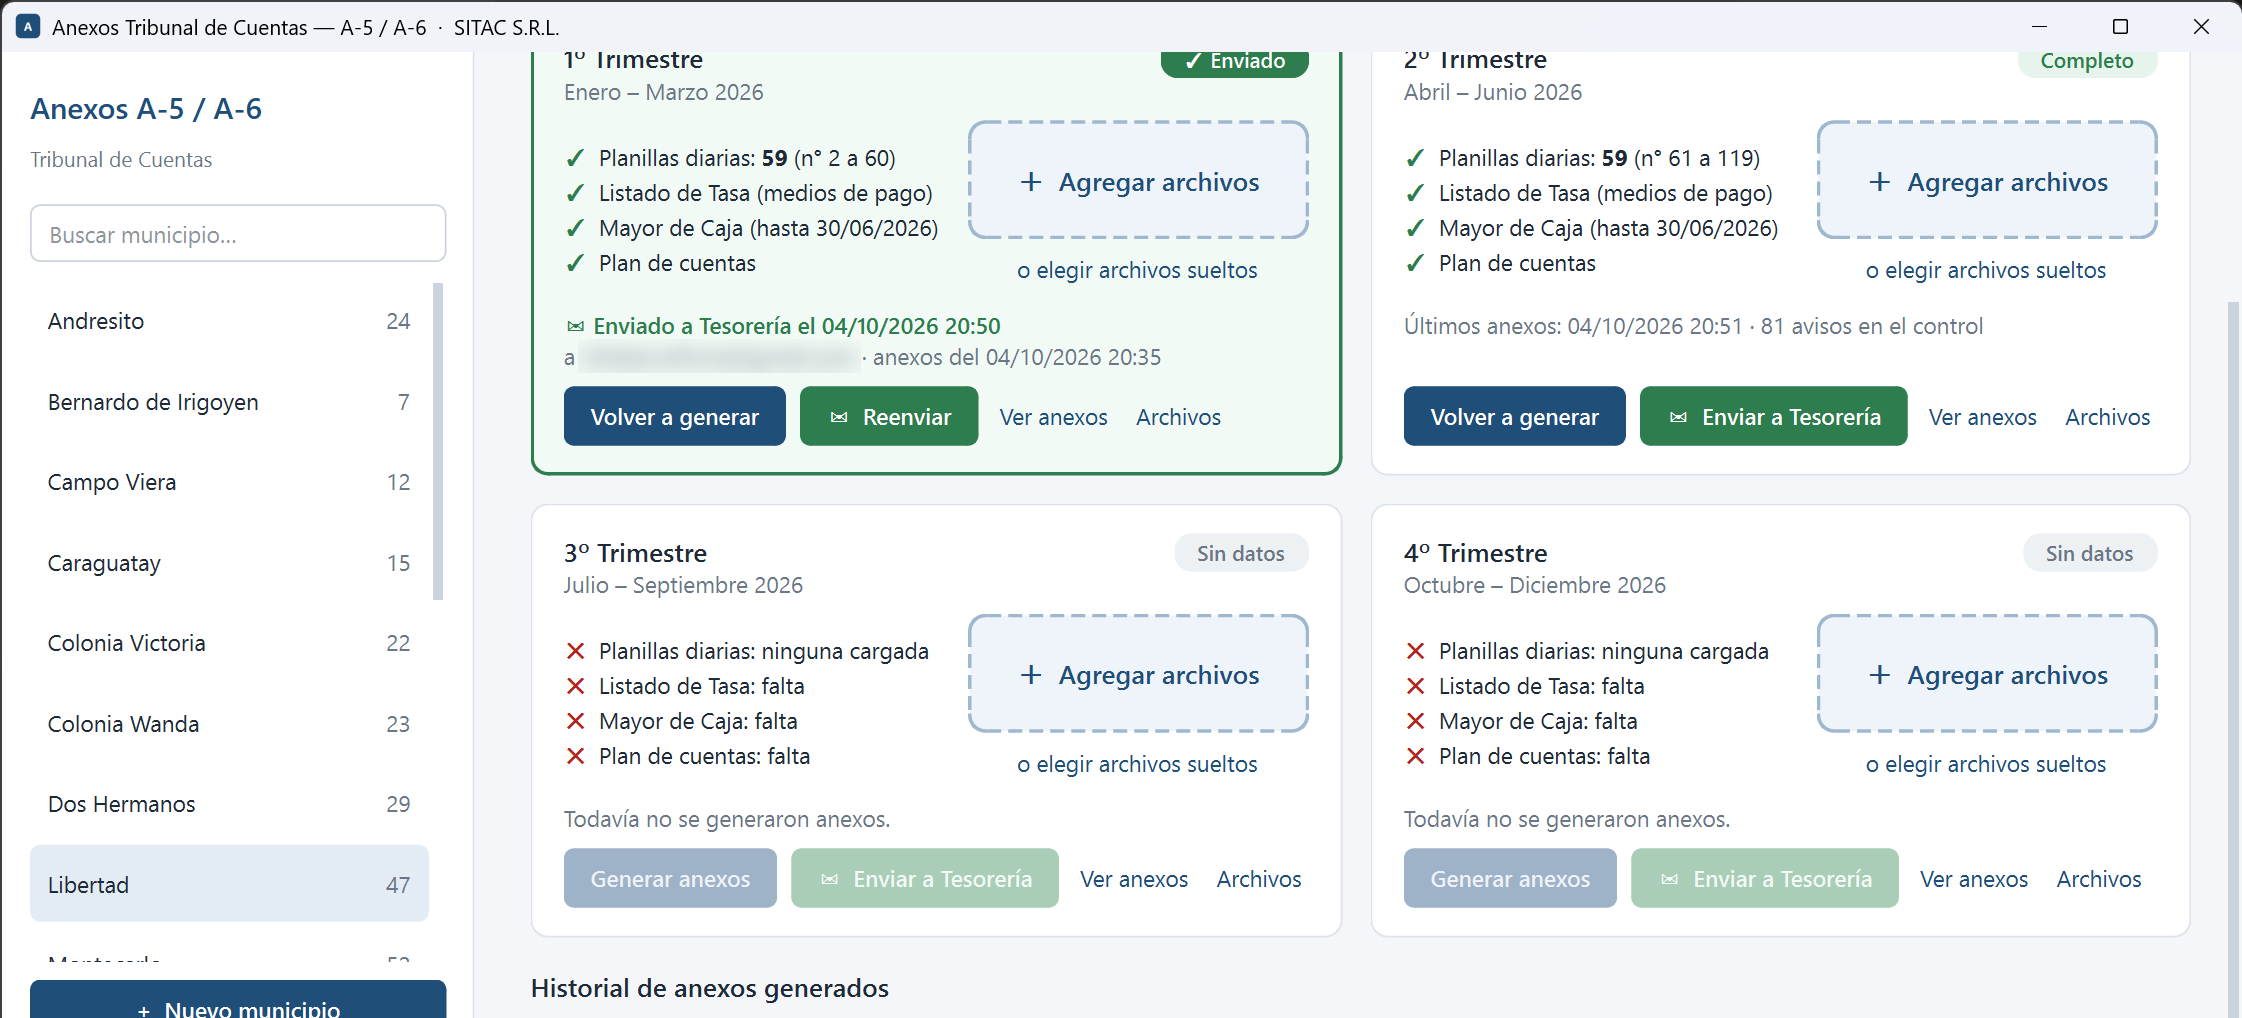 A Anexos Tribunal de Cuentas — A-5 / A-6 · SITAC S.R.L.
Anexos A-5 / A-6
Tribunal de Cuentas
Buscar municipio...
Andresito 24
Bernardo de Irigoyen 7
Campo Viera 12
Caraguatay 15
Colonia Victoria 22
Colonia Wanda 23
Dos Hermanos 29
Libertad 47
+ Nuevo municipio
1º Trimestre
✓ Enviado
Enero – Marzo 2026
✓ Planillas diarias: 59 (n° 2 a 60)
✓ Listado de Tasa (medios de pago)
✓ Mayor de Caja (hasta 30/06/2026)
✓ Plan de cuentas
+ Agregar archivos
o elegir archivos sueltos
✉ Enviado a Tesorería el 04/10/2026 20:50
a · anexos del 04/10/2026 20:35
Volver a generar ✉ Reenviar Ver anexos Archivos
2º Trimestre
Completo
Abril – Junio 2026
✓ Planillas diarias: 59 (n° 61 a 119)
✓ Listado de Tasa (medios de pago)
✓ Mayor de Caja (hasta 30/06/2026)
✓ Plan de cuentas
+ Agregar archivos
o elegir archivos sueltos
Últimos anexos: 04/10/2026 20:51 · 81 avisos en el control
Volver a generar ✉ Enviar a Tesorería Ver anexos Archivos
3º Trimestre
Sin datos
Julio – Septiembre 2026
✕ Planillas diarias: ninguna cargada
✕ Listado de Tasa: falta
✕ Mayor de Caja: falta
✕ Plan de cuentas: falta
+ Agregar archivos
o elegir archivos sueltos
Todavía no se generaron anexos.
Generar anexos ✉ Enviar a Tesorería Ver anexos Archivos
4º Trimestre
Sin datos
Octubre – Diciembre 2026
✕ Planillas diarias: ninguna cargada
✕ Listado de Tasa: falta
✕ Mayor de Caja: falta
✕ Plan de cuentas: falta
+ Agregar archivos
o elegir archivos sueltos
Todavía no se generaron anexos.
Generar anexos ✉ Enviar a Tesorería Ver anexos Archivos
Historial de anexos generados